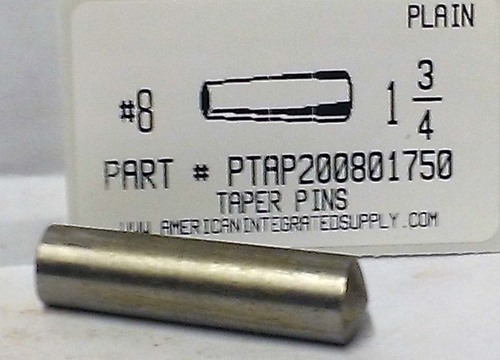 PLAIN
#8 1 3/4
PART # PTAP200801750
TAPER PINS
WWW.AMERICANINTEGRATEDSUPPLY.COM